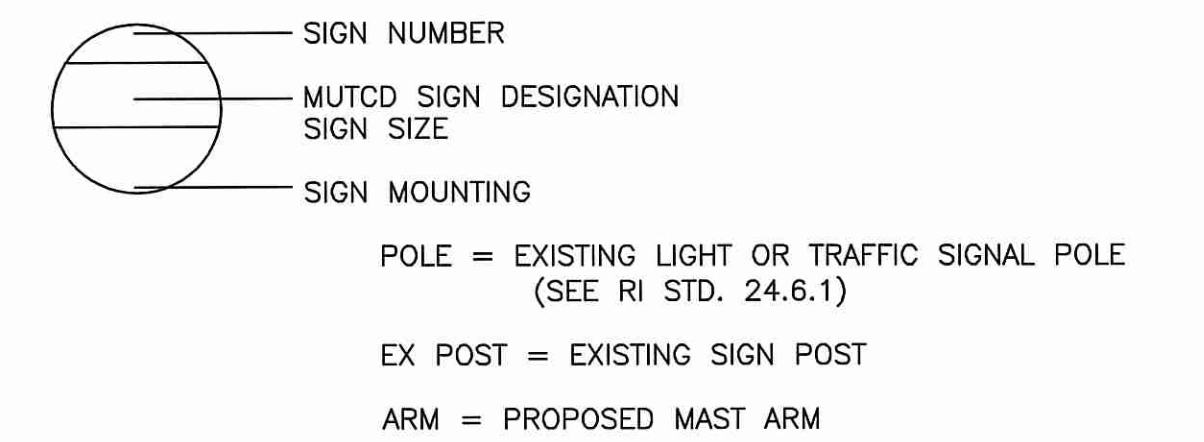 SIGN NUMBER
MUTCD SIGN DESIGNATION
SIGN SIZE
SIGN MOUNTING
POLE = EXISTING LIGHT OR TRAFFIC SIGNAL POLE
(SEE RI STD. 24.6.1)
EX POST = EXISTING SIGN POST
ARM = PROPOSED MAST ARM